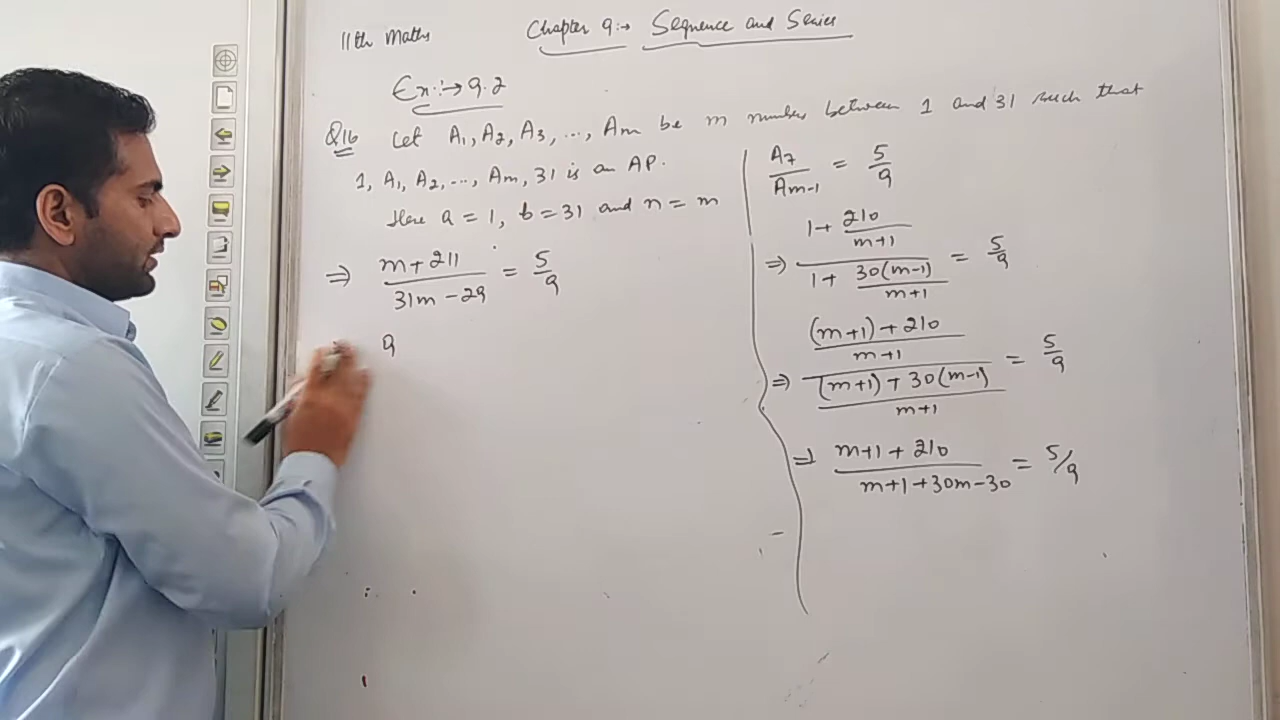 11th Maths
Chapter 9:→ Sequence and Series
Ex:→ 9.2
Q16 Let A₁, A₂, A₃, ..., Am be m numbers between 1 and 31 such that
1, A₁, A₂, ..., Am, 31 is an AP.
Here a = 1, b = 31 and n = m
⇒ (m+211)/(31m-29) = 5/9
9
A₇/Am-1 = 5/9
⇒ (1 + 210/(m+1))/(1 + 30(m-1)/(m+1)) = 5/9
⇒ (((m+1)+210)/(m+1))/(((m+1)+30(m-1))/(m+1)) = 5/9
⇒ (m+1+210)/(m+1+30m-30) = 5/9